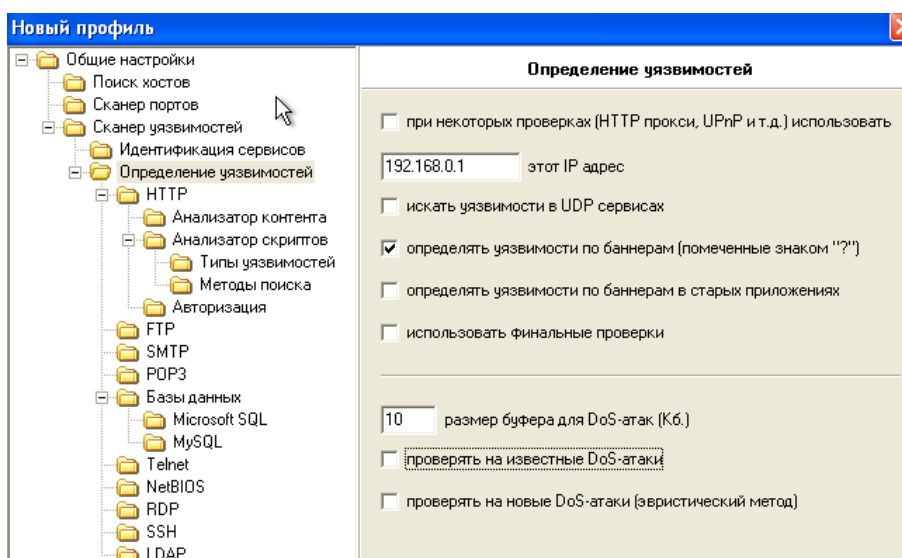 Новый профиль
Общие настройки
Поиск хостов
Сканер портов
Сканер уязвимостей
Идентификация сервисов
Определение уязвимостей
HTTP
Анализатор контента
Анализатор скриптов
Типы уязвимостей
Методы поиска
Авторизация
FTP
SMTP
POP3
Базы данных
Microsoft SQL
MySQL
Telnet
NetBIOS
RDP
SSH
LDAP
Определение уязвимостей
при некоторых проверках (HTTP прокси, UPnP и т.д.) использовать
192.168.0.1 этот IP адрес
искать уязвимости в UDP сервисах
определять уязвимости по баннерам (помеченные знаком "?")
определять уязвимости по баннерам в старых приложениях
использовать финальные проверки
10 размер буфера для DoS-атак (Кб.)
проверять на известные DoS-атаки
проверять на новые DoS-атаки (эвристический метод)